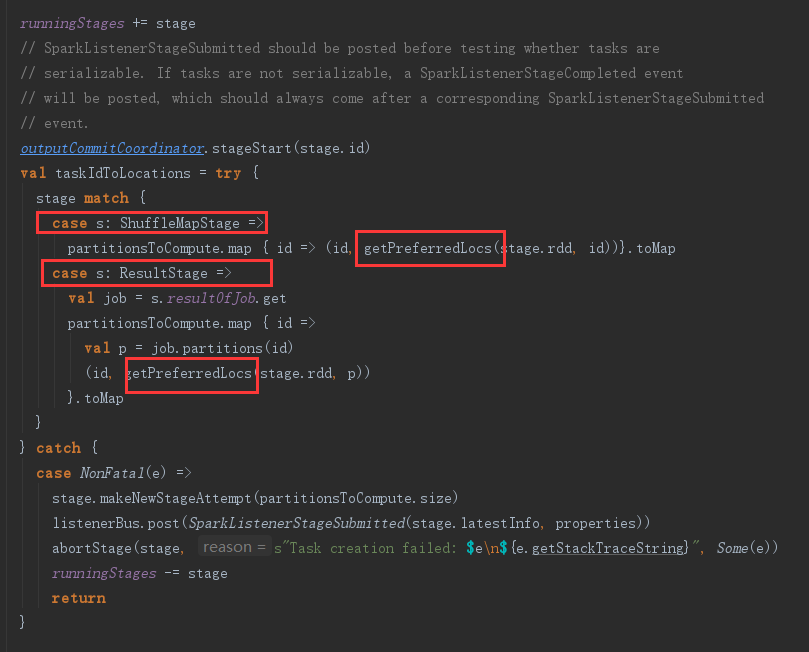 runningStages += stage
// SparkListenerStageSubmitted should be posted before testing whether tasks are
// serializable. If tasks are not serializable, a SparkListenerStageCompleted event
// will be posted, which should always come after a corresponding SparkListenerStageSubmitted
// event.
outputCommitCoordinator.stageStart(stage.id)
val taskIdToLocations = try {
stage match {
case s: ShuffleMapStage =>
partitionsToCompute.map { id => (id, getPreferredLocs(stage.rdd, id))}.toMap
case s: ResultStage =>
val job = s.resultOfJob.get
partitionsToCompute.map { id =>
val p = job.partitions(id)
(id, getPreferredLocs(stage.rdd, p))
}.toMap
}
} catch {
case NonFatal(e) =>
stage.makeNewStageAttempt(partitionsToCompute.size)
listenerBus.post(SparkListenerStageSubmitted(stage.latestInfo, properties))
abortStage(stage, reason = s"Task creation failed: $e\n${e.getStackTraceString}", Some(e))
runningStages -= stage
return
}